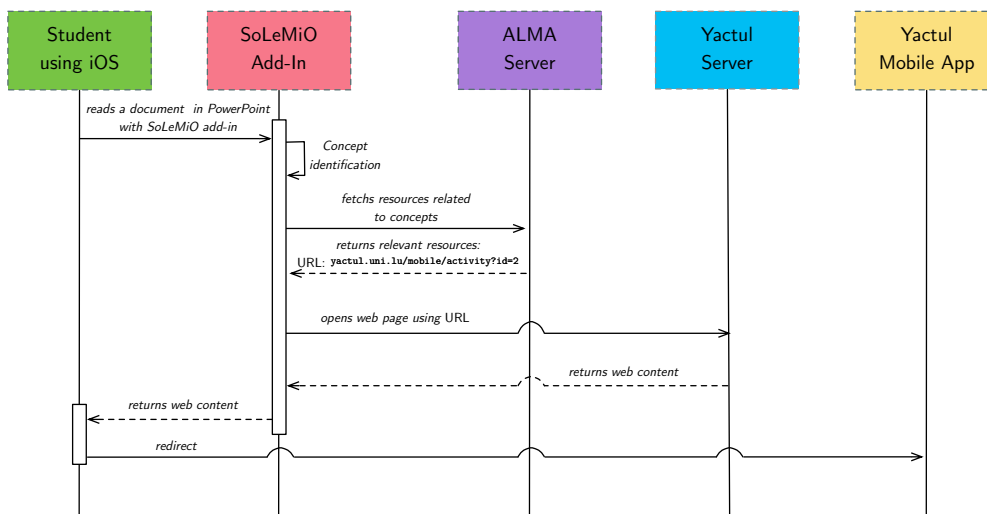 Student
using iOS
SoLeMiO
Add-In
ALMA
Server
Yactul
Server
Yactul
Mobile App
reads a document in PowerPoint
with SoLeMiO add-in
Concept
identification
fetchs resources related
to concepts
returns relevant resources:
URL: yactul.uni.lu/mobile/activity?id=2
opens web page using URL
returns web content
returns web content
redirect